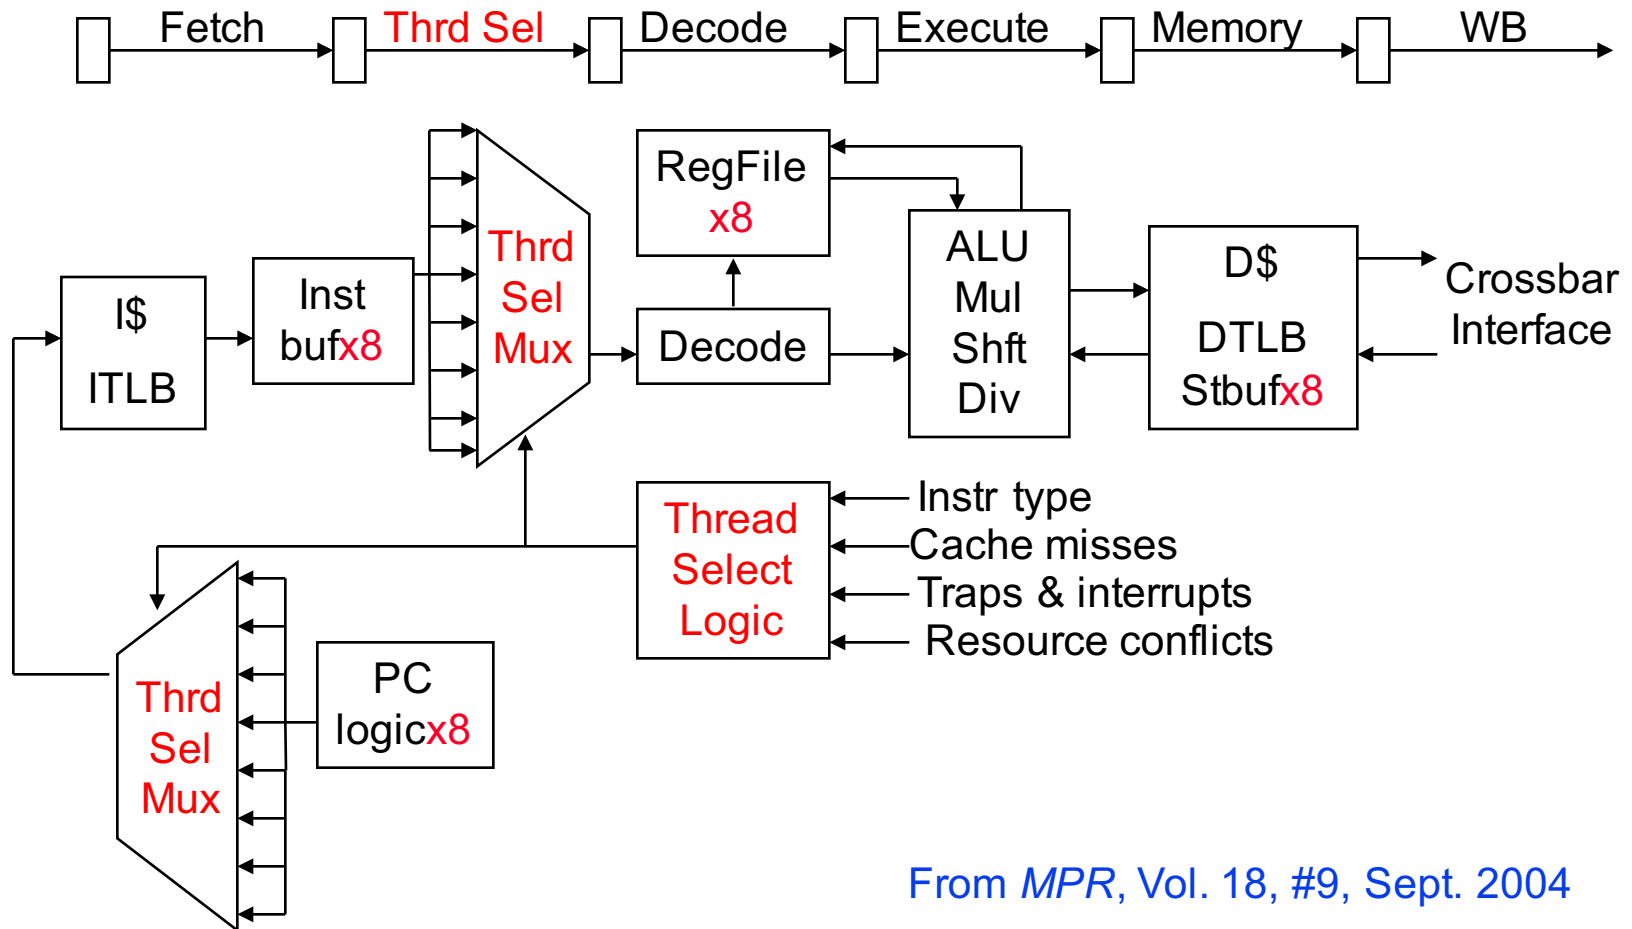 Fetch
Thrd Sel
Decode
Execute
Memory
WB
I$
ITLB
Inst
bufx8
Thrd
Sel
Mux
RegFile
x8
Decode
ALU
Mul
Shft
Div
D$
DTLB
Stbufx8
Crossbar
Interface
Thread
Select
Logic
Instr type
Cache misses
Traps & interrupts
Resource conflicts
Thrd
Sel
Mux
PC
logicx8
From MPR, Vol. 18, #9, Sept. 2004